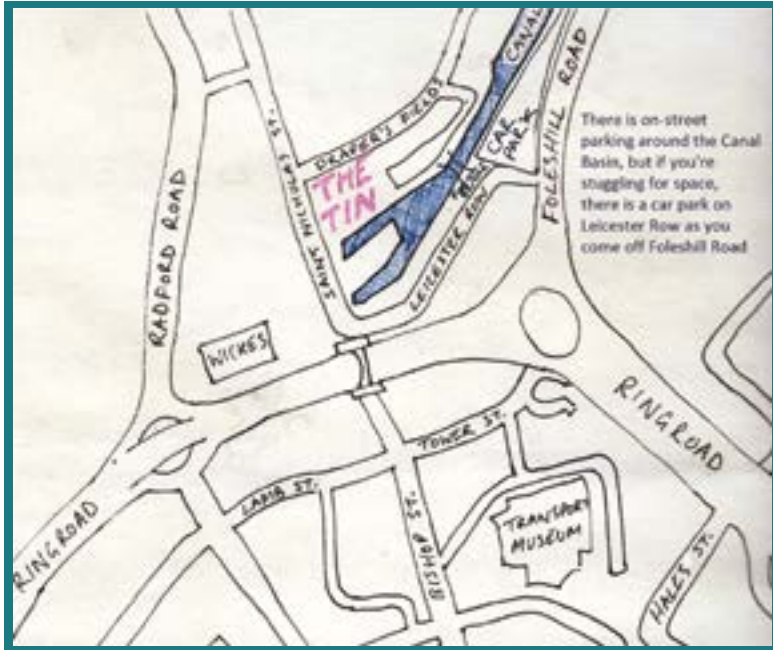 CANAL
FOLESHILL ROAD
CAR
PARK
DRAPER'S FIELDS
SAINT NICHOLAS ST.
THE
TIN
LEICESTER ROW
RADFORD ROAD
WICKES
There is on-street
parking around the Canal
Basis, but if you're
stuggling for space,
there is a car park on
Leicester Row as you
come off Foleshill Road
RINGROAD
TOWER ST.
LAMB ST.
BISHOP ST.
TRANSPORT
MUSEUM
HALES ST.
RINGROAD